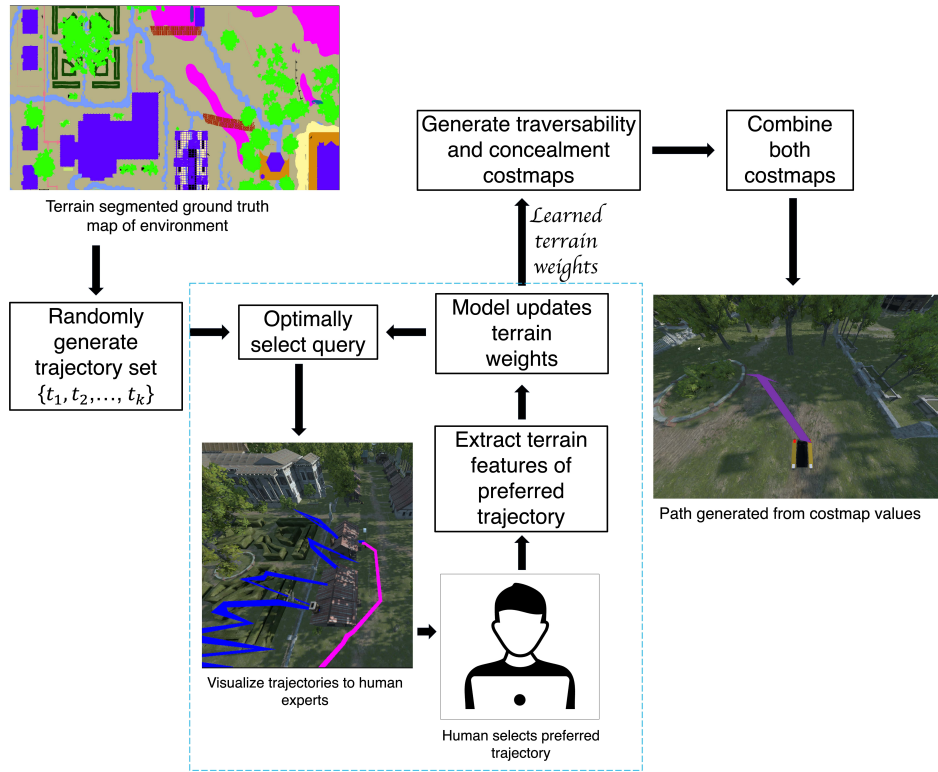 Terrain segmented ground truth
map of environment
Randomly
generate
trajectory set
{t₁, t₂,…, tₖ}
Optimally
select query
Visualize trajectories to human
experts
Human selects preferred
trajectory
Extract terrain
features of
preferred
trajectory
Model updates
terrain
weights
Learned
terrain
weights
Generate traversability
and concealment
costmaps
Combine
both
costmaps
Path generated from costmap values